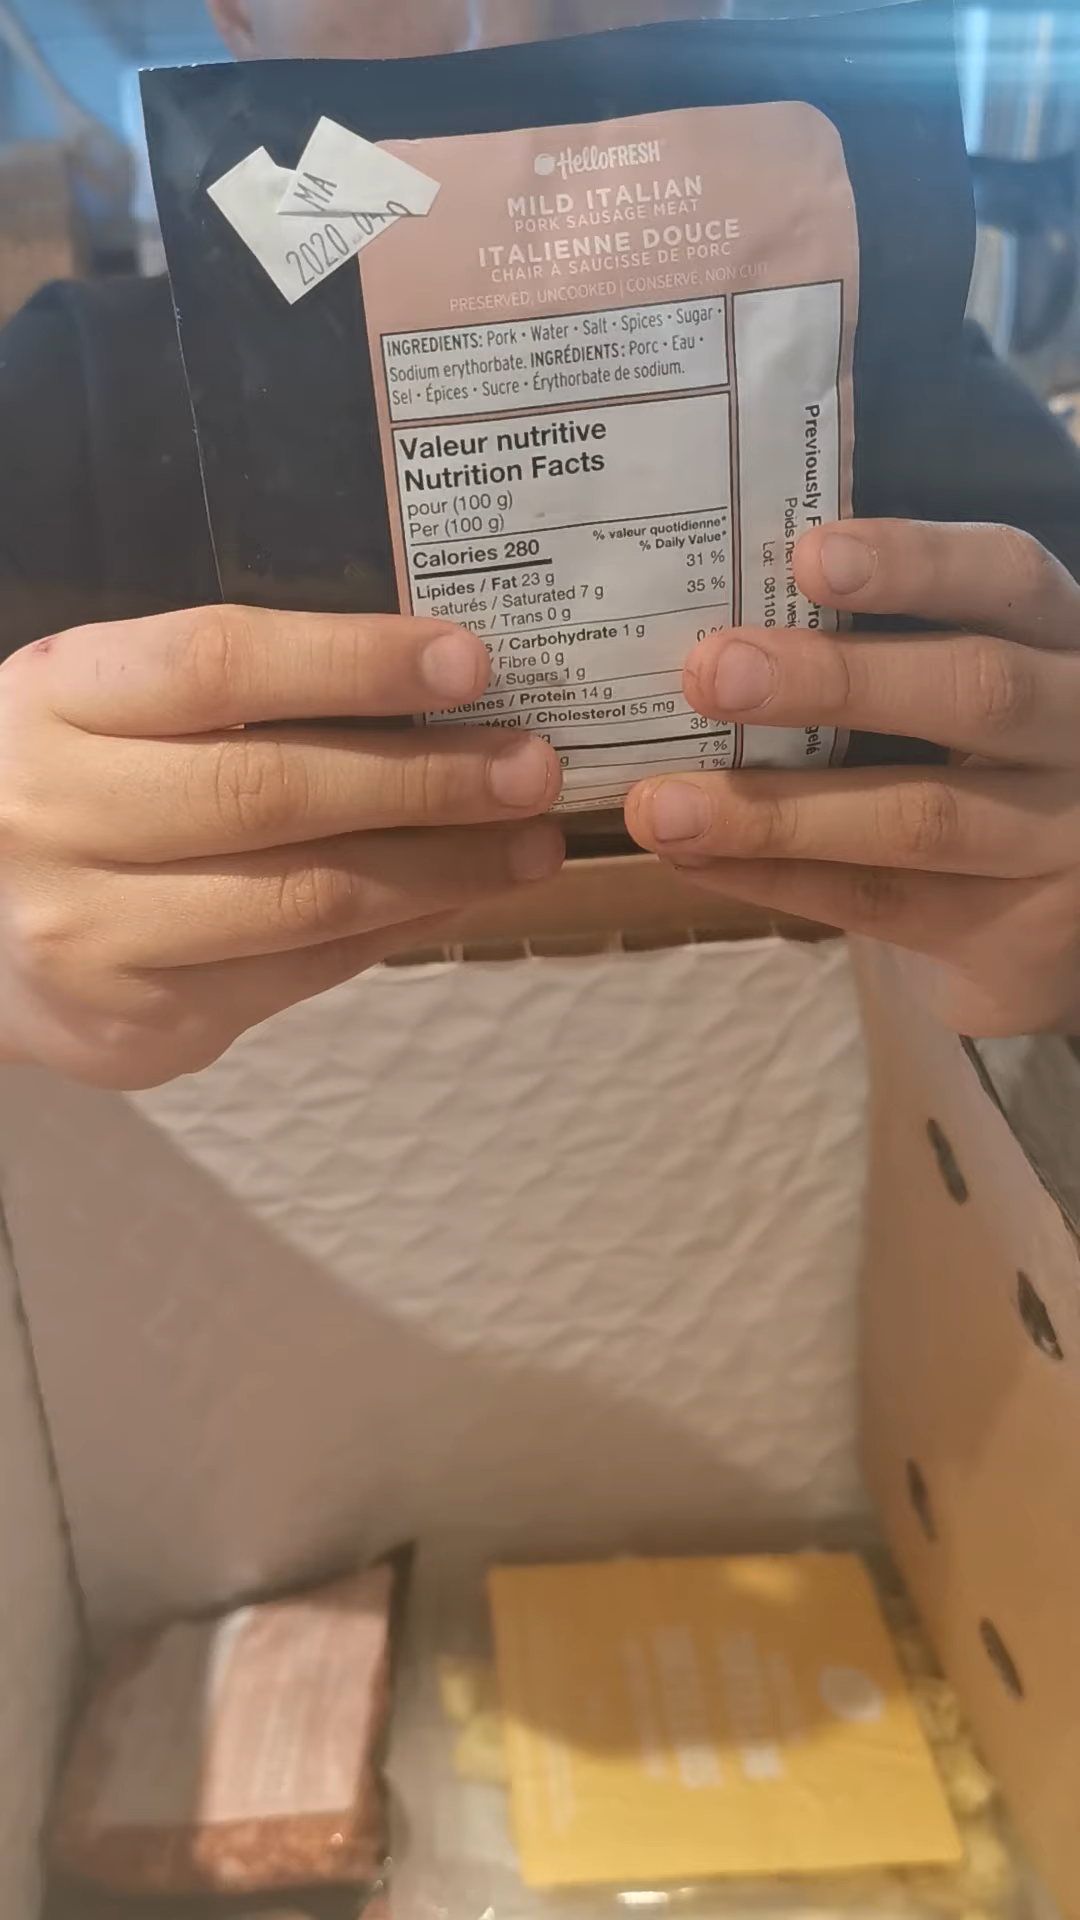 HelloFRESH
MILD ITALIAN
PORK SAUSAGE MEAT
ITALIENNE DOUCE
CHAIR À SAUCISSE DE PORC
PRESERVED, UNCOOKED | CONSERVÉ, NON CUIT
MA
2020
INGREDIENTS: Pork • Water • Salt • Spices • Sugar •
Sodium erythorbate. INGRÉDIENTS: Porc • Eau •
Sel • Épices • Sucre • Érythorbate de sodium.
Valeur nutritive
Nutrition Facts
pour (100 g)
Per (100 g)
% valeur quotidienne*
% Daily Value*
Calories 280
Lipides / Fat 23 g 31 %
saturés / Saturated 7 g 35 %
/ Trans 0 g
/ Carbohydrate 1 g
/ Fibre 0 g
/ Sugars 1 g
/ Protein 14 g
/ Cholesterol 55 mg
38 %
7 %
1 %
Previously
Poids net / net
Lot: 081106